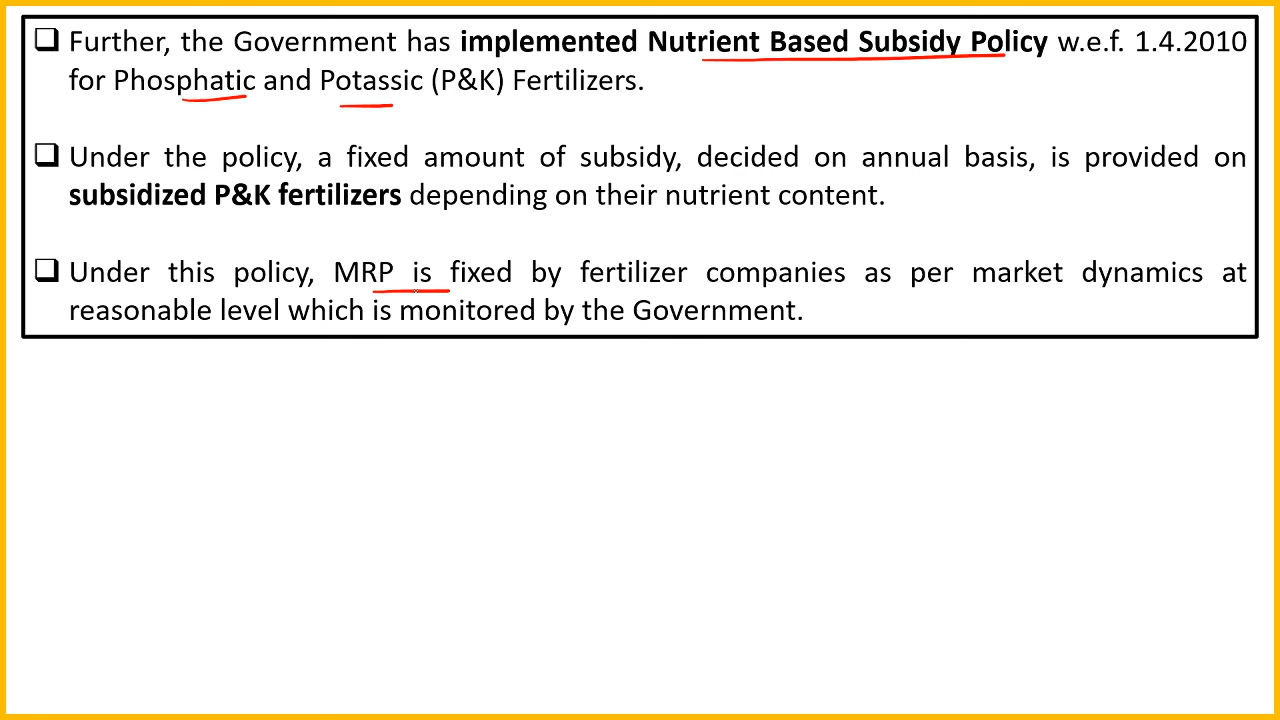 ❑ Further, the Government has implemented Nutrient Based Subsidy Policy w.e.f. 1.4.2010
for Phosphatic and Potassic (P&K) Fertilizers.
❑ Under the policy, a fixed amount of subsidy, decided on annual basis, is provided on
subsidized P&K fertilizers depending on their nutrient content.
❑ Under this policy, MRP is fixed by fertilizer companies as per market dynamics at
reasonable level which is monitored by the Government.